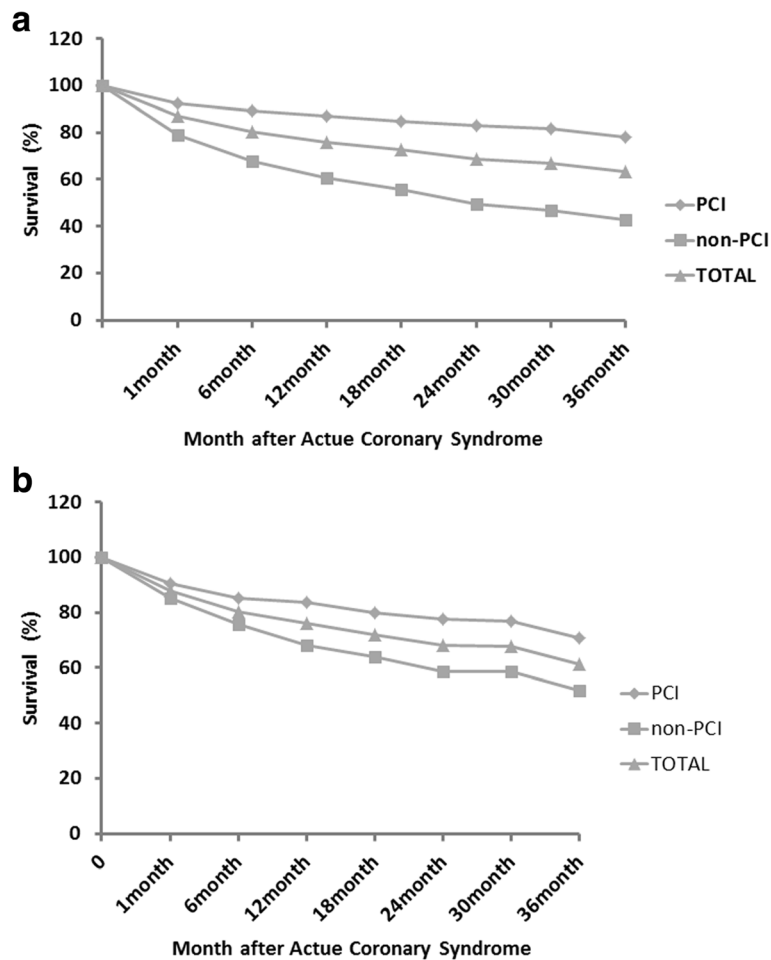 a
120
100
80
60
40
20
0
Survival (%)
1month
6month
12month
18month
24month
30month
36month
Month after Actue Coronary Syndrome
PCI
non-PCI
TOTAL
b
120
100
80
60
40
20
0
Survival (%)
0
1month
6month
12month
18month
24month
30month
36month
Month after Actue Coronary Syndrome
PCI
non-PCI
TOTAL